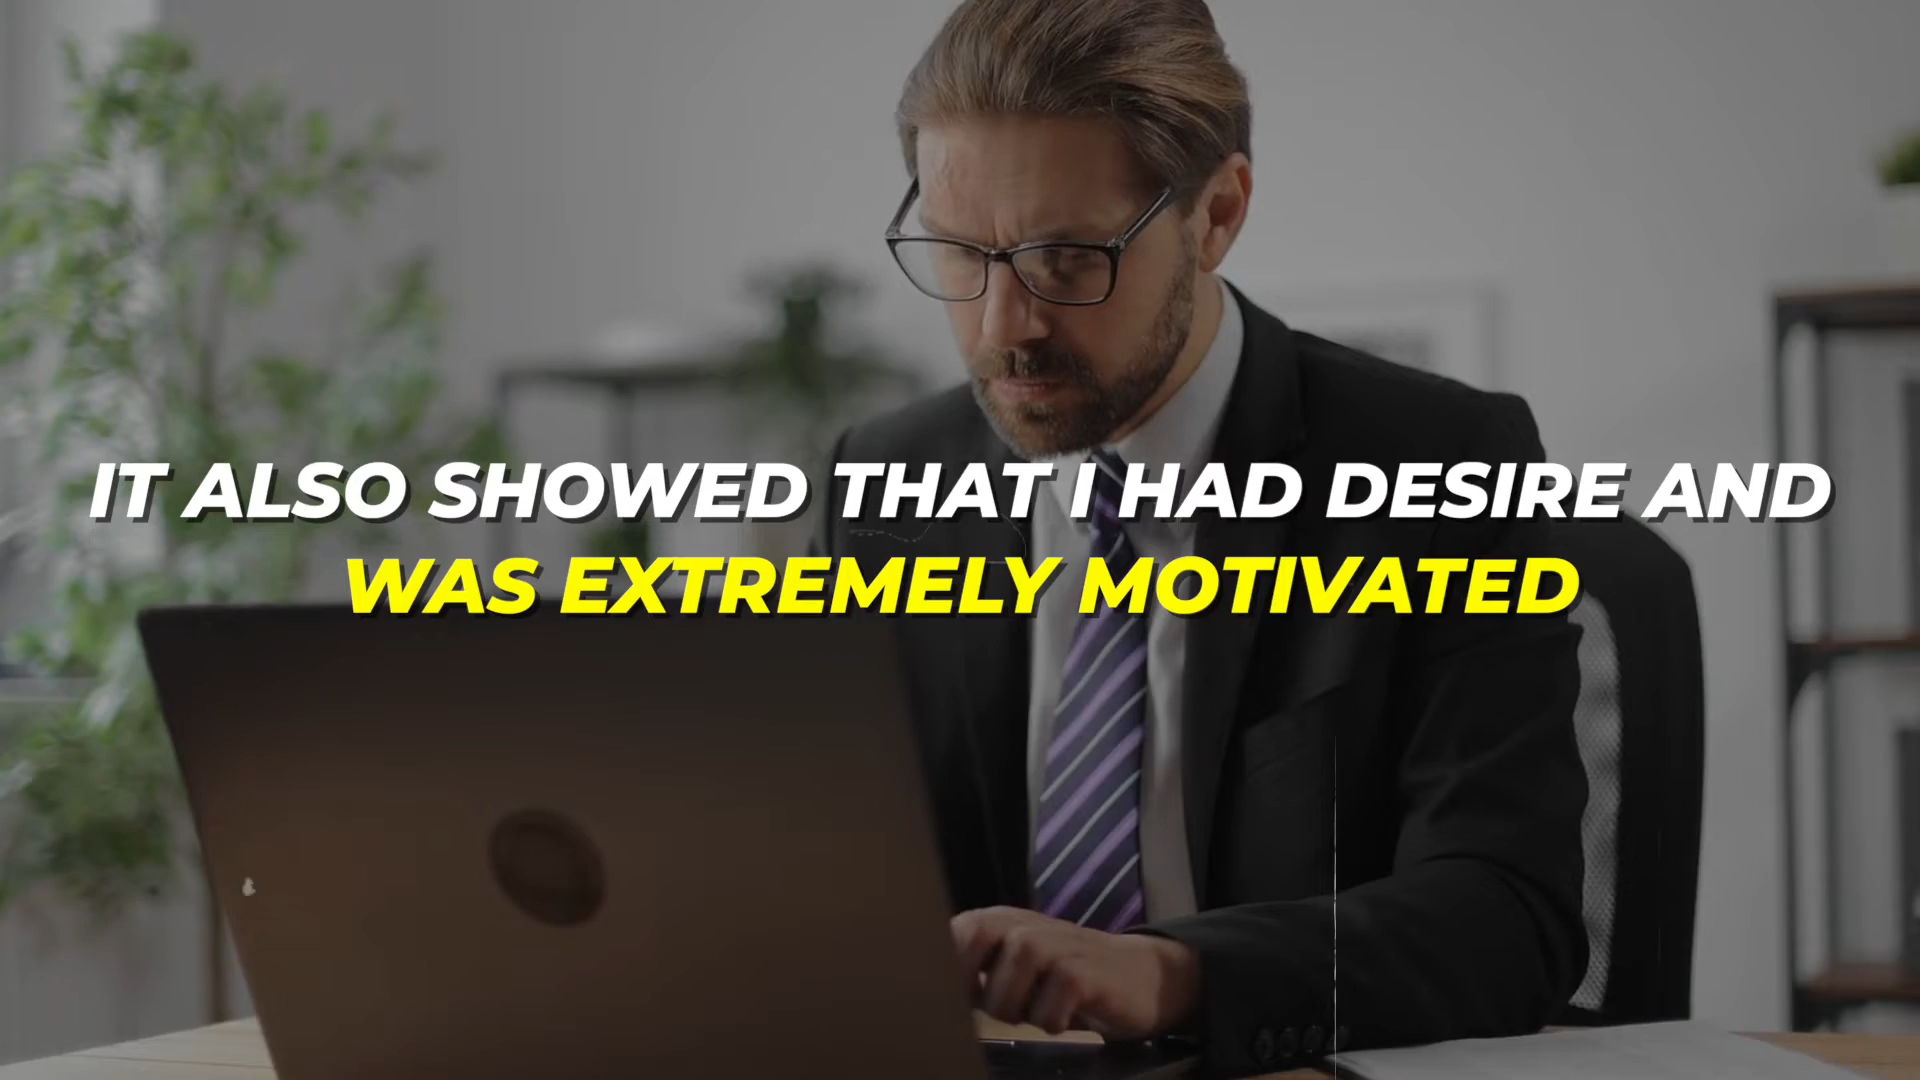 IT ALSO SHOWED THAT I HAD DESIRE AND
WAS EXTREMELY MOTIVATED